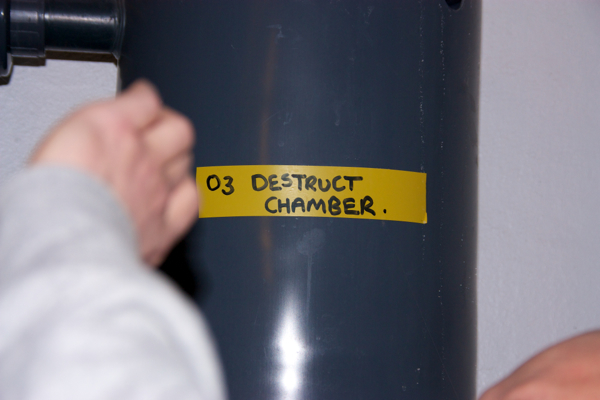 O3 DESTRUCT
CHAMBER.